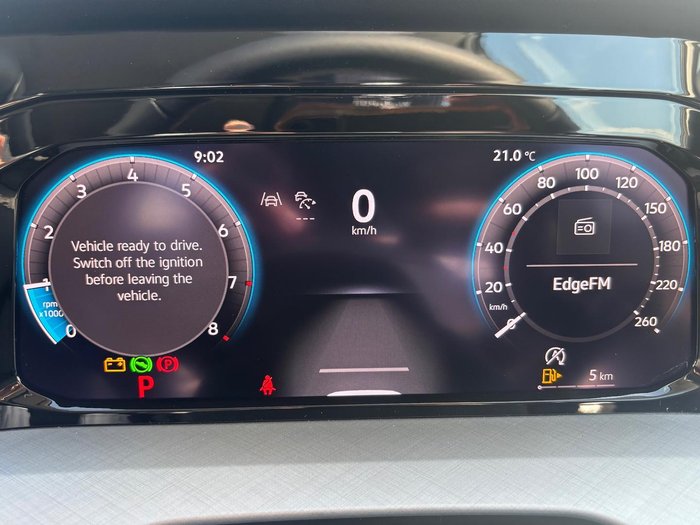 9:02
21.0 °C
0
km/h
Vehicle ready to drive.
Switch off the ignition
before leaving the
vehicle.
0
1
2
3
4
5
6
7
8
rpm
x1000
0
20
40
60
80
100
120
150
180
220
260
km/h
EdgeFM
P
P
A
5 km